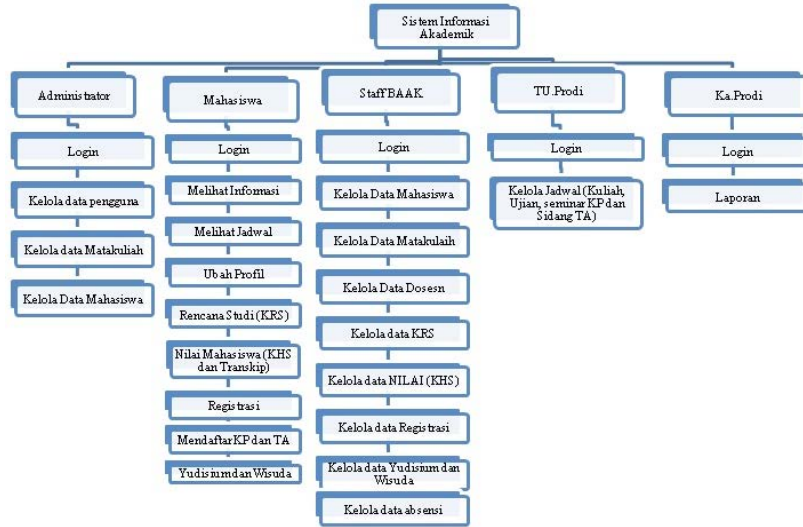 Sistem Informasi
Akademik
Administrator
Login
Kelola data pengguna
Kelola data Matakuliah
Kelola Data Mahasiswa
Mahasiswa
Login
Melihat Informasi
Melihat Jadwal
Ubah Profil
Rencana Studi (KRS)
Nilai Mahasiswa (KHS
dan Transkip)
Registrasi
Mendaftar KP dan TA
Yudisium dan Wisuda
Staff BAAK
Login
Kelola Data Mahasiswa
Kelola Data Matakulaih
Kelola Data Dosesn
Kelola data KRS
Kelola data NILAI (KHS)
Kelola data Registrasi
Kelola data Yudisium dan
Wisuda
Kelola data absensi
TU.Prodi
Login
Kelola Jadwal (Kuliah,
Ujian, seminar KP dan
Sidang TA)
Ka.Prodi
Login
Laporan